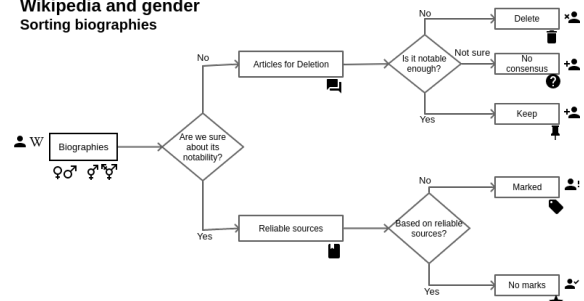 Wikipedia and gender
Sorting biographies
No
Delete
No
Not sure
Articles for Deletion
Is it notable
enough?
No
consensus
Yes
Keep
W
Biographies
Are we sure
about its
notability?
No
Marked
Yes
Reliable sources
Based on reliable
sources?
Yes
No marks